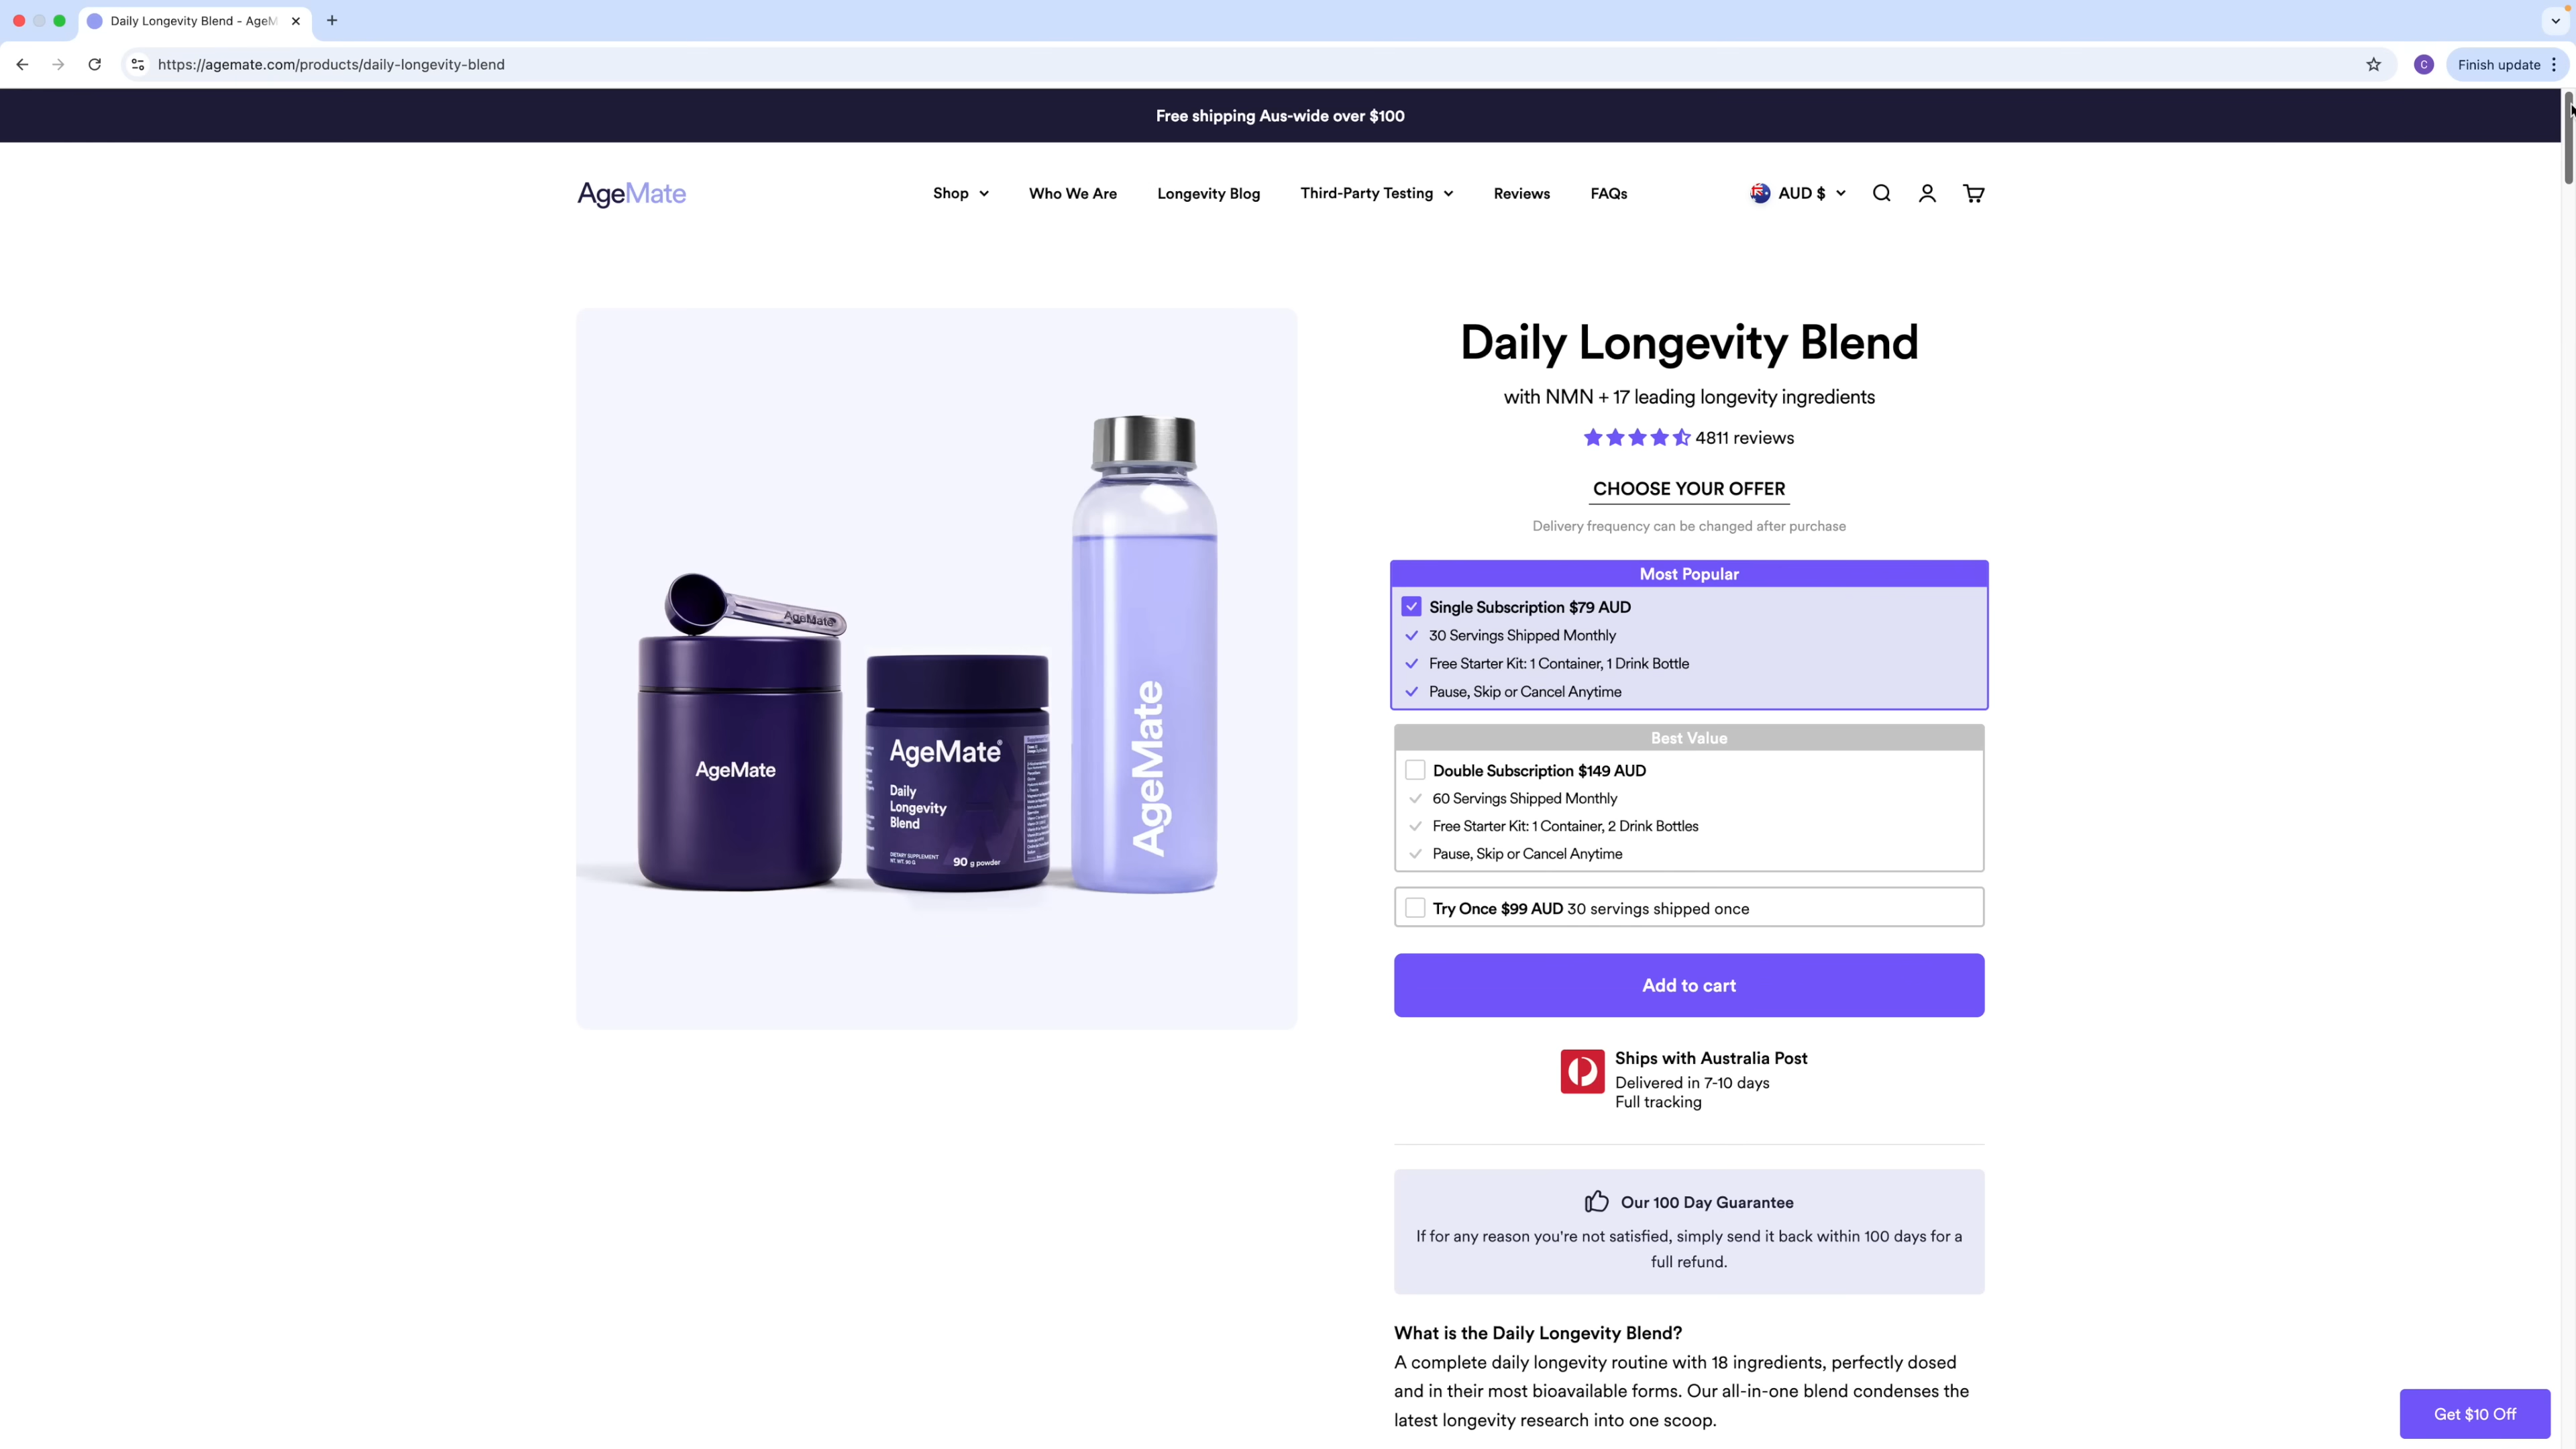 Daily Longevity Blend - AgeM
https://agemate.com/products/daily-longevity-blend
C
Finish update
Free shipping Aus-wide over $100
AgeMate
Shop
Who We Are
Longevity Blog
Third-Party Testing
Reviews
FAQs
AUD $
Daily Longevity Blend
with NMN + 17 leading longevity ingredients
4811 reviews
CHOOSE YOUR OFFER
Delivery frequency can be changed after purchase
Most Popular
Single Subscription $79 AUD
30 Servings Shipped Monthly
Free Starter Kit: 1 Container, 1 Drink Bottle
Pause, Skip or Cancel Anytime
Best Value
Double Subscription $149 AUD
60 Servings Shipped Monthly
Free Starter Kit: 1 Container, 2 Drink Bottles
Pause, Skip or Cancel Anytime
Try Once $99 AUD 30 servings shipped once
Add to cart
Ships with Australia Post
Delivered in 7-10 days
Full tracking
Our 100 Day Guarantee
If for any reason you're not satisfied, simply send it back within 100 days for a
full refund.
What is the Daily Longevity Blend?
A complete daily longevity routine with 18 ingredients, perfectly dosed
and in their most bioavailable forms. Our all-in-one blend condenses the
latest longevity research into one scoop.
Get $10 Off
AgeMate
AgeMate
AgeMate®
Daily
Longevity
Blend
DIETARY SUPPLEMENT
NET. WT. 90 G
90 g powder
AgeMate